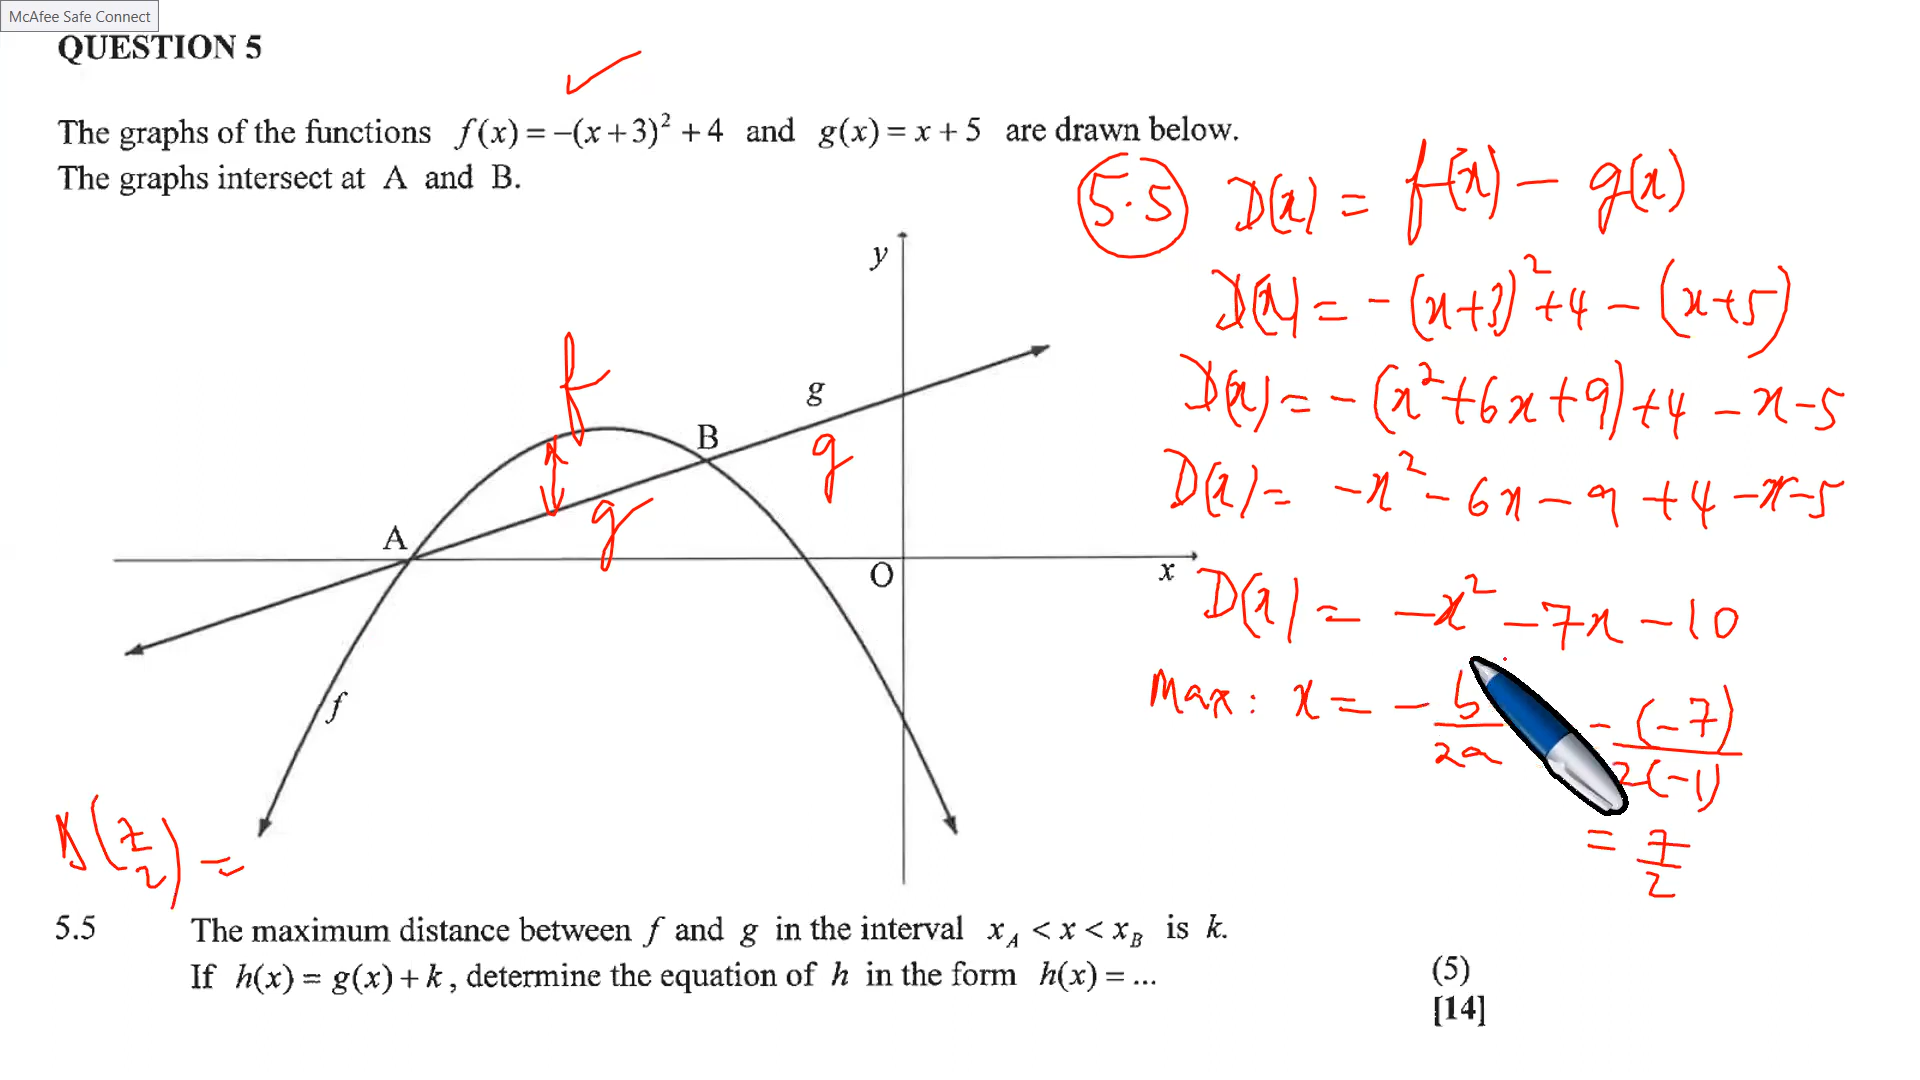 McAfee Safe Connect
QUESTION 5
✓
The graphs of the functions f(x) = −(x+3)² + 4 and g(x) = x + 5 are drawn below.
The graphs intersect at A and B.
5.5 D(x) = f(x) − g(x)
D(x) = −(x+3)² + 4 − (x+5)
D(x) = −(x² + 6x + 9) + 4 − x − 5
D(x) = −x² − 6x − 9 + 4 − x − 5
D(x) = −x² − 7x − 10
Max: x = − b/2a − (−7)/2(−1)
= 7/2
y
f
g
B
g
g
A
O
x
f
D(7/2) =
5.5 The maximum distance between f and g in the interval x_A < x < x_B is k.
If h(x) = g(x) + k, determine the equation of h in the form h(x) = ... (5)
[14]